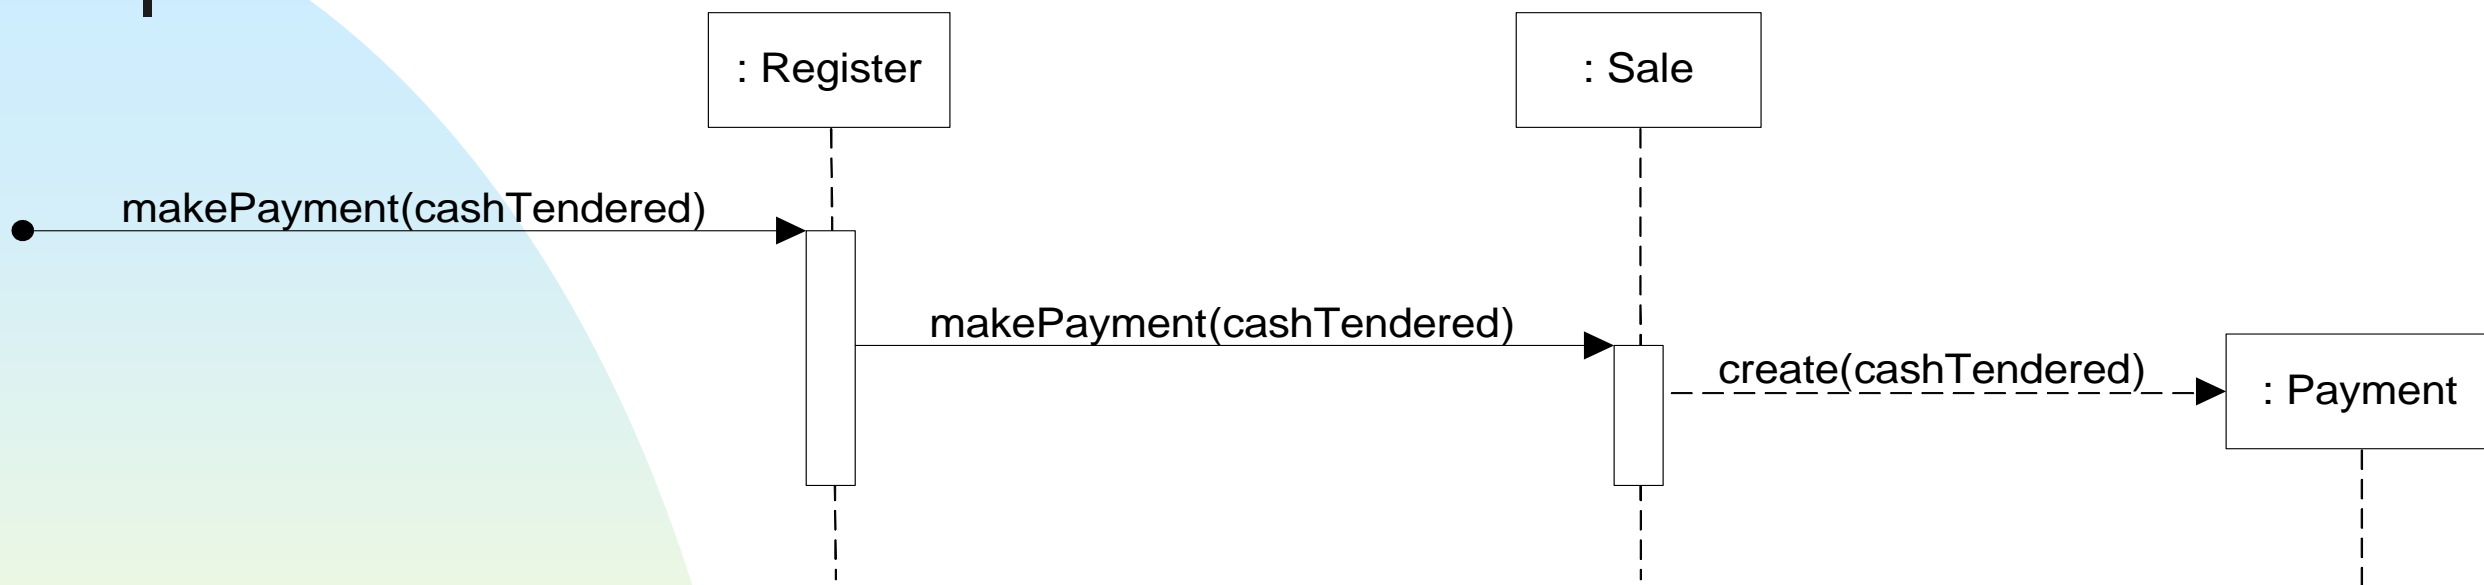 : Register
: Sale
makePayment(cashTendered)
makePayment(cashTendered)
create(cashTendered)
: Payment